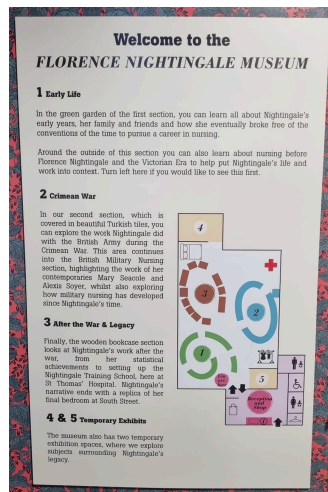 Welcome to the
FLORENCE NIGHTINGALE MUSEUM
1 Early Life
In the green garden of the first section, you can learn all about Nightingale's
early years, her family and friends and how she eventually broke free of the
conventions of the time to pursue a career in nursing.
Around the outside of this section you can also learn about nursing before
Florence Nightingale and the Victorian Era to help put Nightingale's life and
work into context. Turn left here if you would like to see this first.
2 Crimean War
In our second section, which is
covered in beautiful Turkish tiles, you
can explore the work Nightingale did
with the British Army during the
Crimean War. This area continues
into the British Military Nursing
section, highlighting the work of her
contemporaries Mary Seacole and
Alexis Soyer, whilst also exploring
how military nursing has developed
since Nightingale's time.
3 After the War & Legacy
Finally, the wooden bookcase section
looks at Nightingale's work after the
war, from her statistical
achievements to setting up the
Nightingale Training School, here at
St Thomas' Hospital. Nightingale's
narrative ends with a replica of her
final bedroom at South Street.
4 & 5 Temporary Exhibits
The museum also has two temporary
exhibition spaces, where we explore
subjects surrounding Nightingale's
legacy.
4
3
2
1
5
Reception
and
Shop